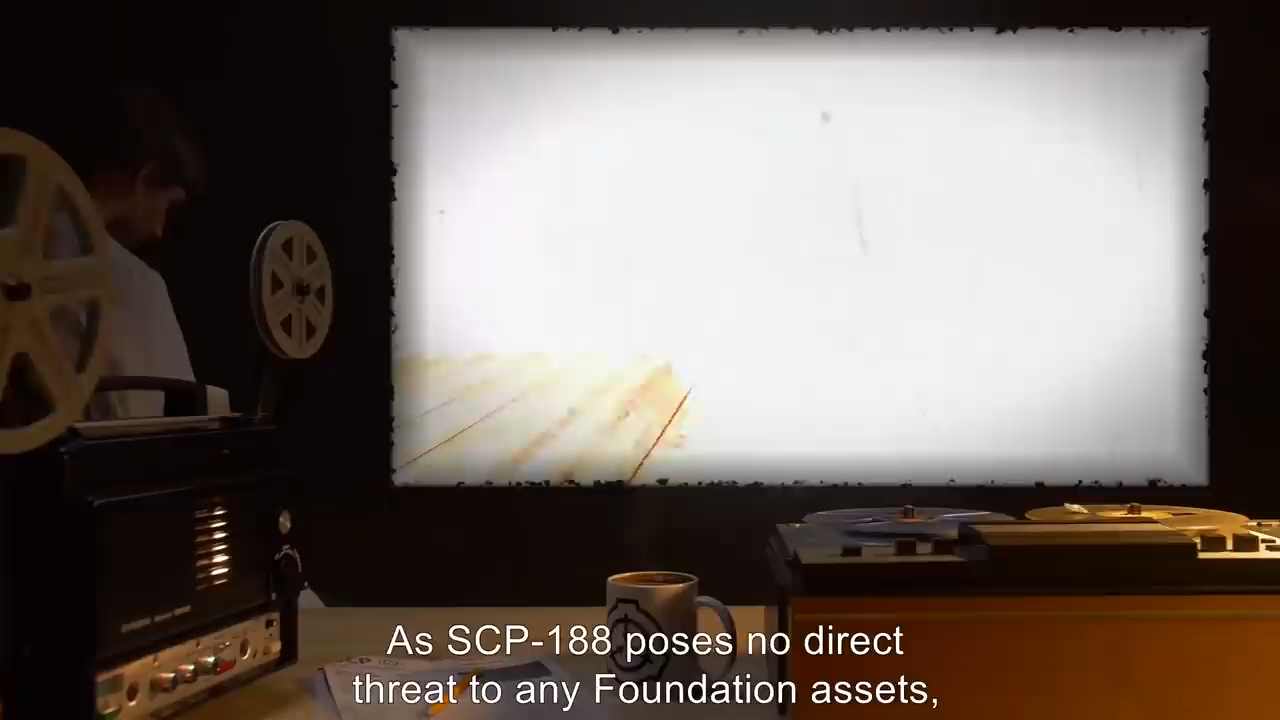 As SCP-188 poses no direct
threat to any Foundation assets,